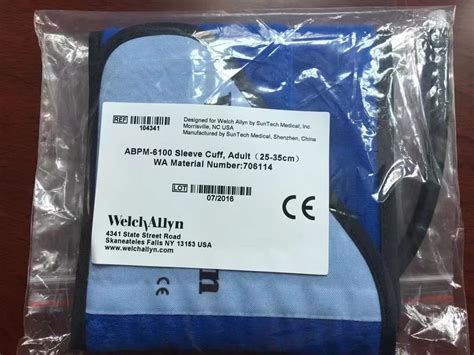 REF
104341
Designed for Welch Allyn by SunTech Medical, Inc.
Morrisville, NC USA
Manufactured by SunTech Medical, Shenzhen, China
ABPM-6100 Sleeve Cuff, Adult（25-35cm）
WA Material Number:706114
LOT
07/2016
CE
WelchAllyn
4341 State Street Road
Skaneateles Falls NY 13153 USA
www.welchallyn.com